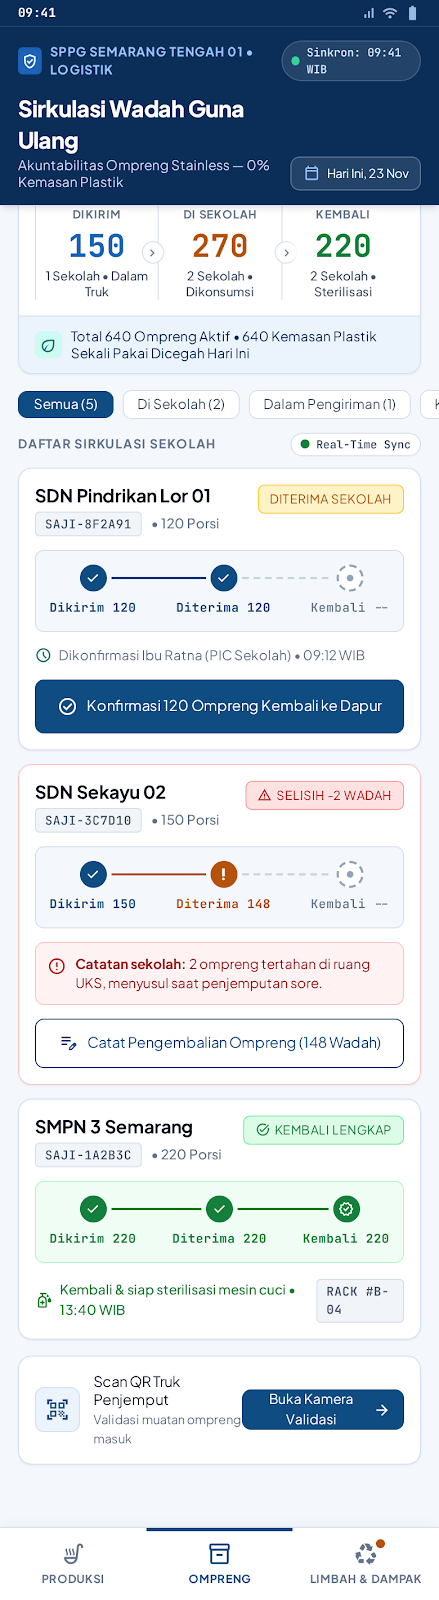 09:41
SPPG SEMARANG TENGAH 01 •
LOGISTIK
Sinkron: 09:41
WIB
Sirkulasi Wadah Guna
Ulang
Akuntabilitas Ompreng Stainless — 0%
Kemasan Plastik
Hari Ini, 23 Nov
DIKIRIM
DI SEKOLAH
KEMBALI
150
270
220
1 Sekolah • Dalam
Truk
2 Sekolah •
Dikonsumsi
2 Sekolah •
Sterilisasi
Total 640 Ompreng Aktif • 640 Kemasan Plastik
Sekali Pakai Dicegah Hari Ini
Semua (5)
Di Sekolah (2)
Dalam Pengiriman (1)
DAFTAR SIRKULASI SEKOLAH
Real-Time Sync
SDN Pindrikan Lor 01
DITERIMA SEKOLAH
SAJI-8F2A91
• 120 Porsi
Dikirim 120
Diterima 120
Kembali --
Dikonfirmasi Ibu Ratna (PIC Sekolah) • 09:12 WIB
Konfirmasi 120 Ompreng Kembali ke Dapur
SDN Sekayu 02
SELISIH -2 WADAH
SAJI-3C7D10
• 150 Porsi
Dikirim 150
Diterima 148
Kembali --
Catatan sekolah: 2 ompreng tertahan di ruang
UKS, menyusul saat penjemputan sore.
Catat Pengembalian Ompreng (148 Wadah)
SMPN 3 Semarang
KEMBALI LENGKAP
SAJI-1A2B3C
• 220 Porsi
Dikirim 220
Diterima 220
Kembali 220
Kembali & siap sterilisasi mesin cuci •
13:40 WIB
RACK #B-
04
Scan QR Truk
Penjemput
Validasi muatan ompreng
masuk
Buka Kamera
Validasi
PRODUKSI
OMPRENG
LIMBAH & DAMPAK